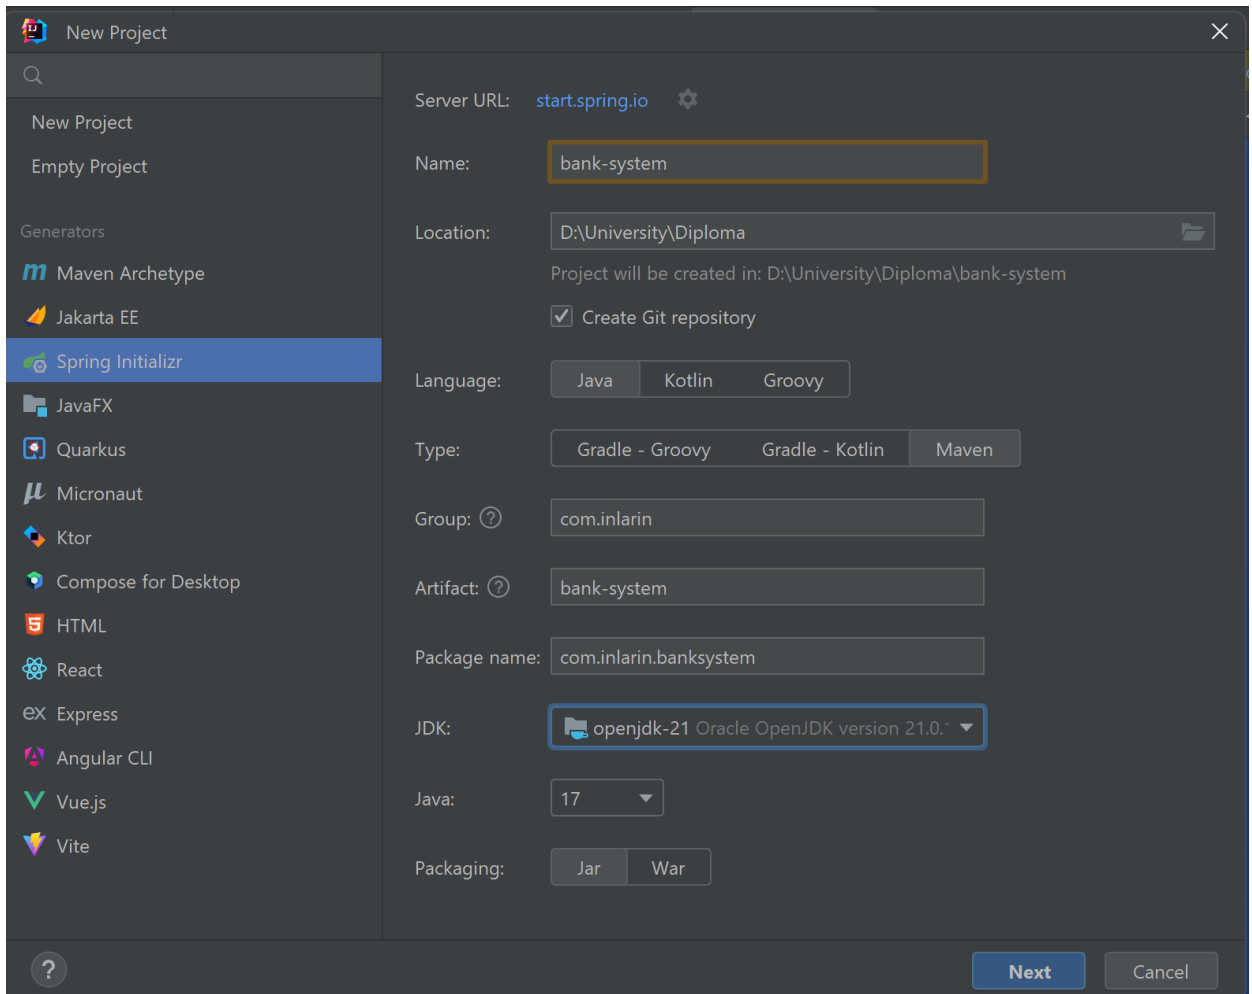 New Project
New Project
Empty Project
Generators
Maven Archetype
Jakarta EE
Spring Initializr
JavaFX
Quarkus
Micronaut
Ktor
Compose for Desktop
HTML
React
ex Express
Angular CLI
Vue.js
Vite
Server URL: start.spring.io
Name: bank-system
Location: D:\University\Diploma
Project will be created in: D:\University\Diploma\bank-system
Create Git repository
Language: Java Kotlin Groovy
Type: Gradle - Groovy Gradle - Kotlin Maven
Group: ? com.inlarin
Artifact: ? bank-system
Package name: com.inlarin.banksystem
JDK: openjdk-21 Oracle OpenJDK version 21.0.
Java: 17
Packaging: Jar War
? Next Cancel